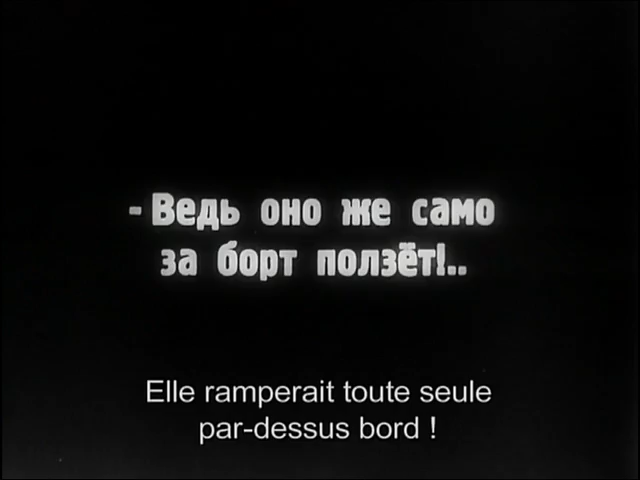 - Ведь оно же само
за борт ползёт!..
Elle ramperait toute seule
par-dessus bord !